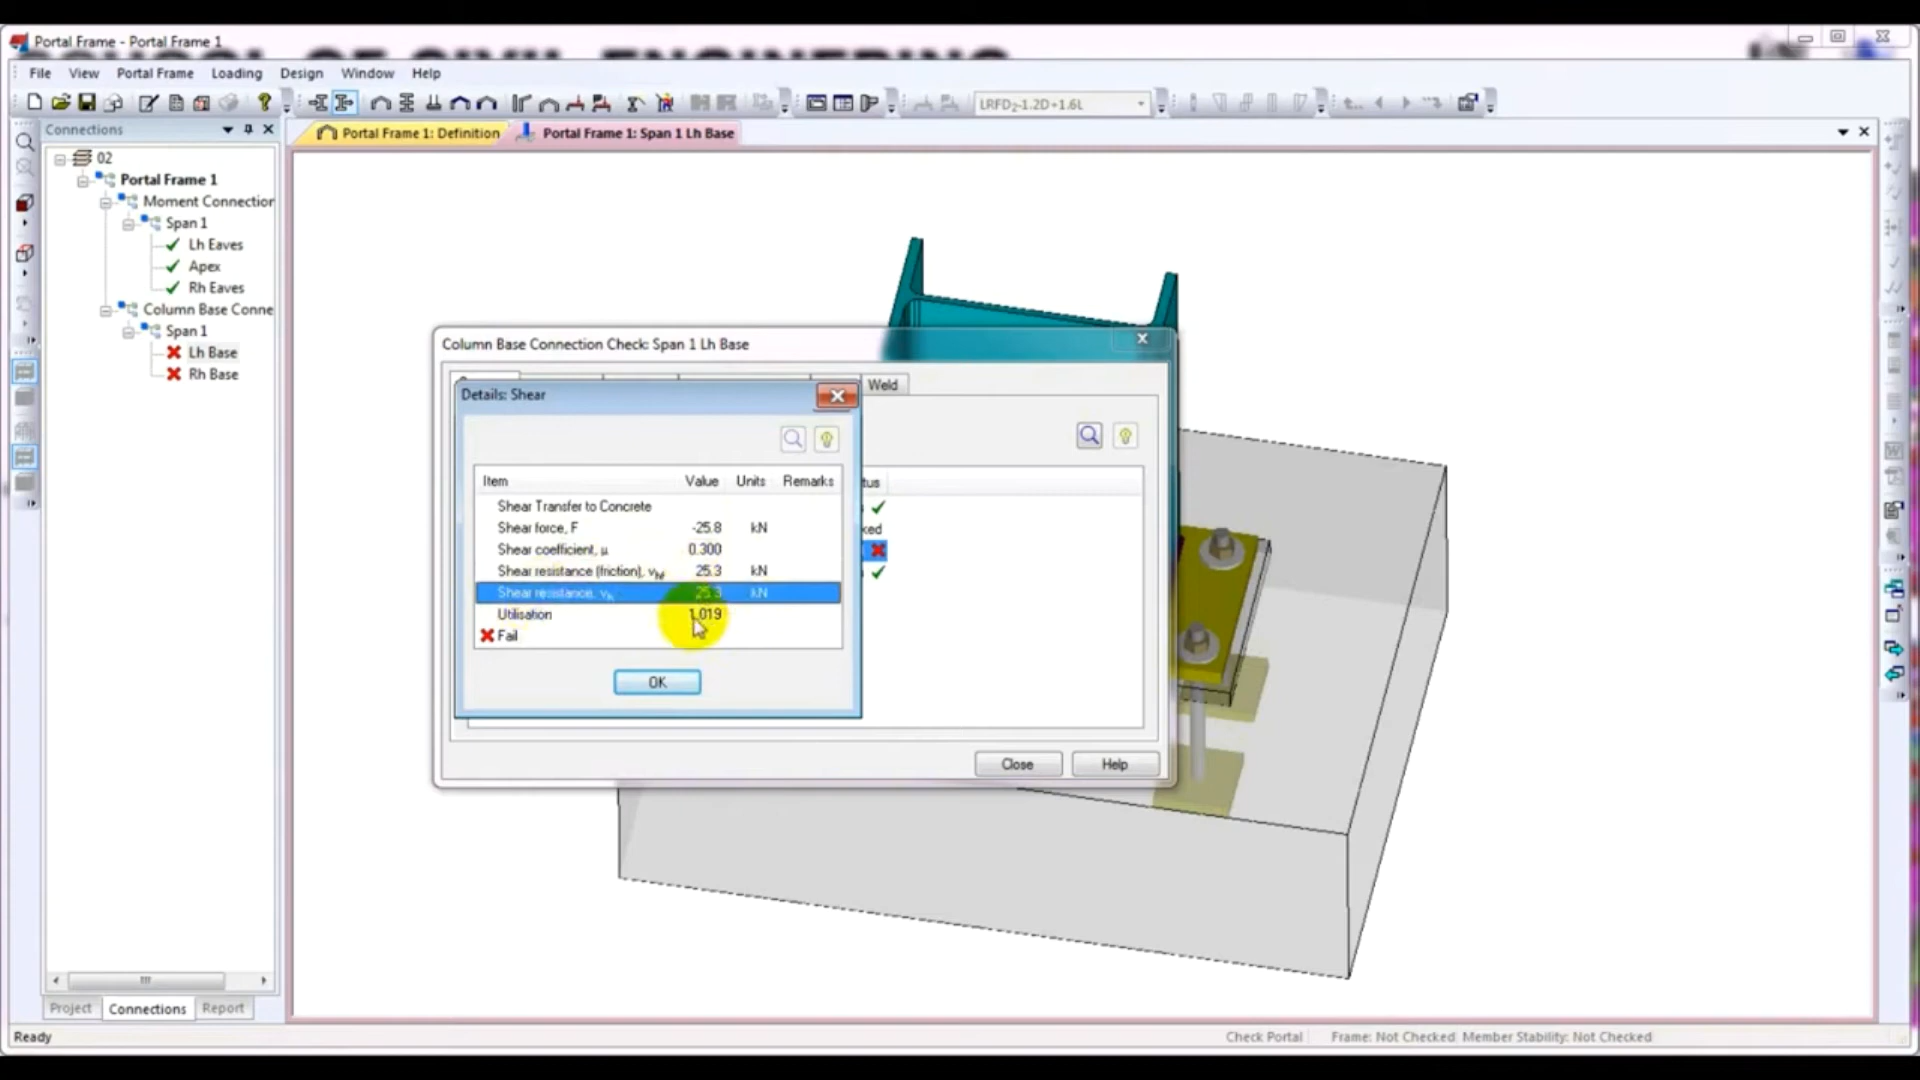 Portal Frame - Portal Frame 1
File View Portal Frame Loading Design Window Help
LRFD2-1.2D+1.6L
Connections
Portal Frame 1: Definition
Portal Frame 1: Span 1 Lh Base
02
Portal Frame 1
Moment Connection
Span 1
Lh Eaves
Apex
Rh Eaves
Column Base Conne
Span 1
Lh Base
Rh Base
Column Base Connection Check: Span 1 Lh Base
Weld
Details: Shear
Item Value Units Remarks
Shear Transfer to Concrete
Shear force, F -25.8 kN
Shear coefficient, μ 0.300
Shear resistance (friction), 25.3 kN
Shear resistance, 25.3 kN
Utilisation 1.019
Fail
OK
tus
ked
Close Help
Project Connections Report
Ready
Check Portal Frame: Not Checked Member Stability: Not Checked